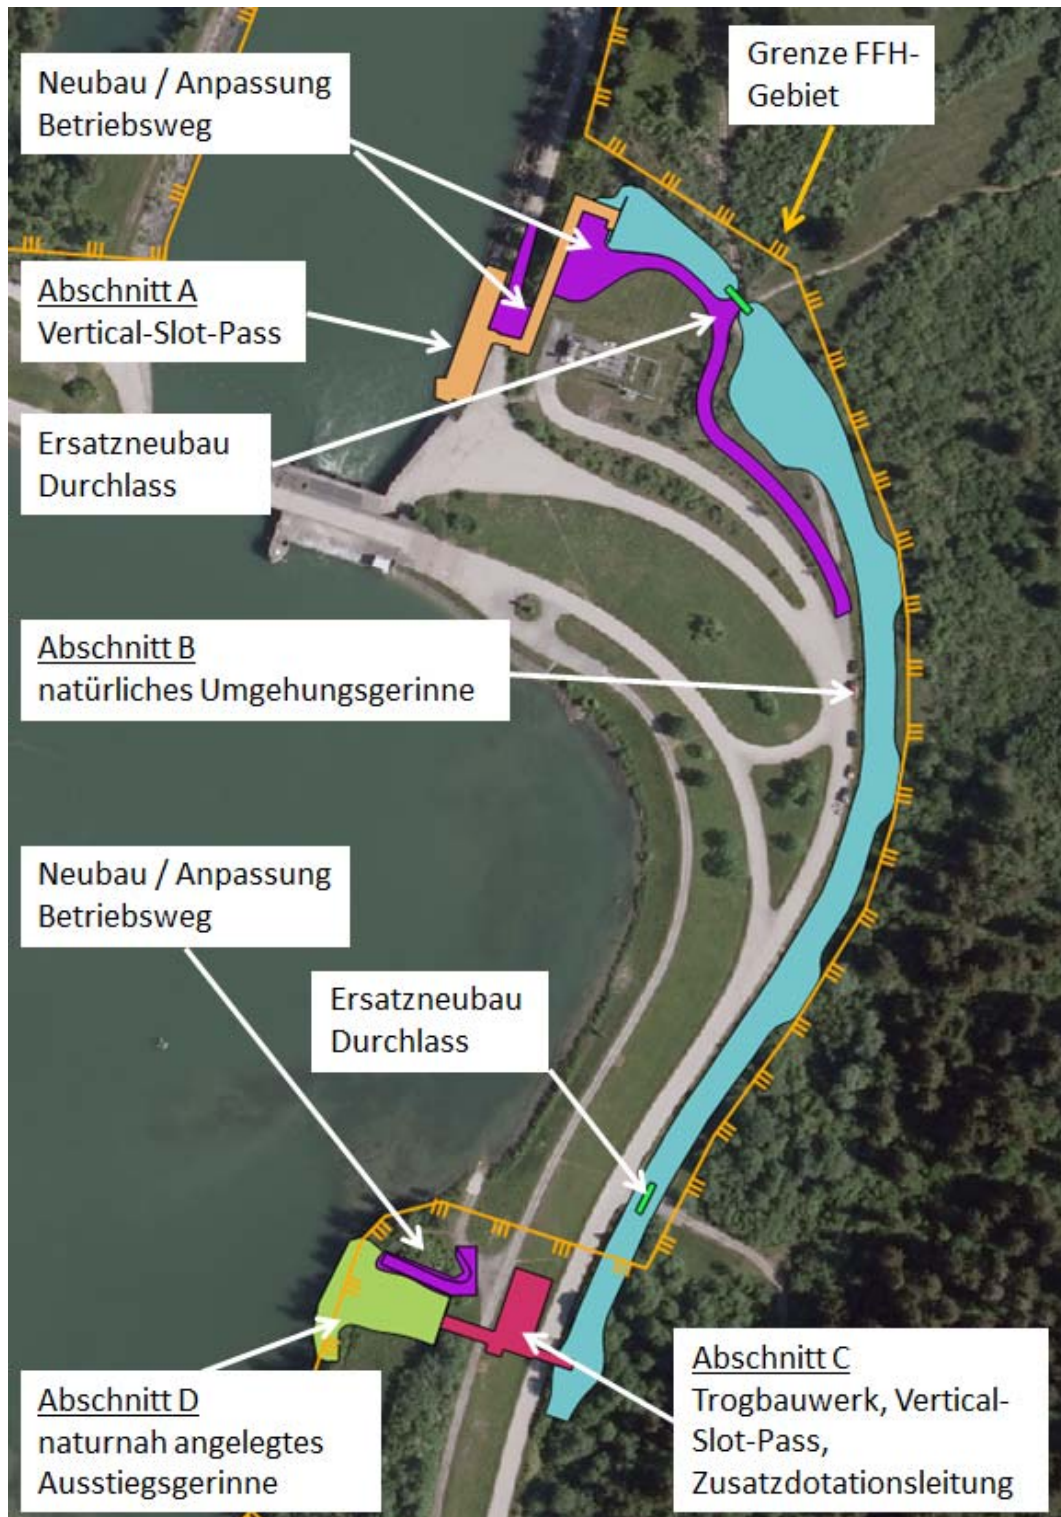 Neubau / Anpassung
Betriebsweg
Grenze FFH-
Gebiet
Abschnitt A
Vertical-Slot-Pass
Ersatzneubau
Durchlass
Abschnitt B
natürliches Umgehungsgerinne
Neubau / Anpassung
Betriebsweg
Ersatzneubau
Durchlass
Abschnitt D
naturnah angelegtes
Ausstiegsgerinne
Abschnitt C
Trogbauwerk, Vertical-
Slot-Pass,
Zusatzdotationsleitung